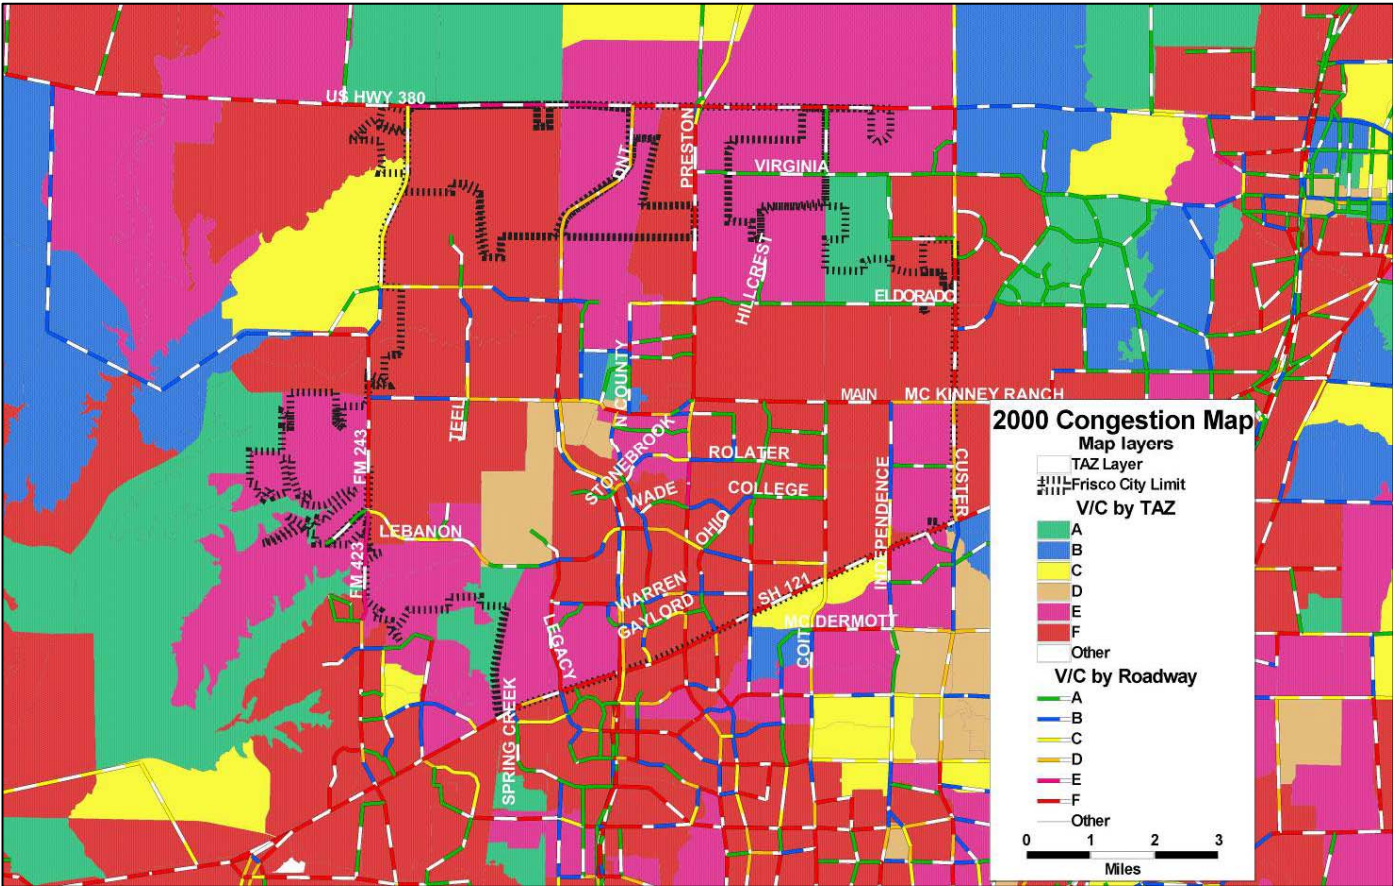 US HWY 380
DNT
PRESTON
VIRGINIA
HILLCREST
ELDORADO
N COUNTY
MAIN
MC KINNEY RANCH
TEEL
FM 243
STONEBROOK
ROLATER
WADE
COLLEGE
OHIO
INDEPENDENCE
CUSTER
LEBANON
FM 423
WARREN
GAYLORD
SH 121
LEGACY
MC DERMOTT
COIT
SPRING CREEK
2000 Congestion Map
Map layers
TAZ Layer
Frisco City Limit
V/C by TAZ
A
B
C
D
E
F
Other
V/C by Roadway
A
B
C
D
E
F
Other
0 1 2 3
Miles